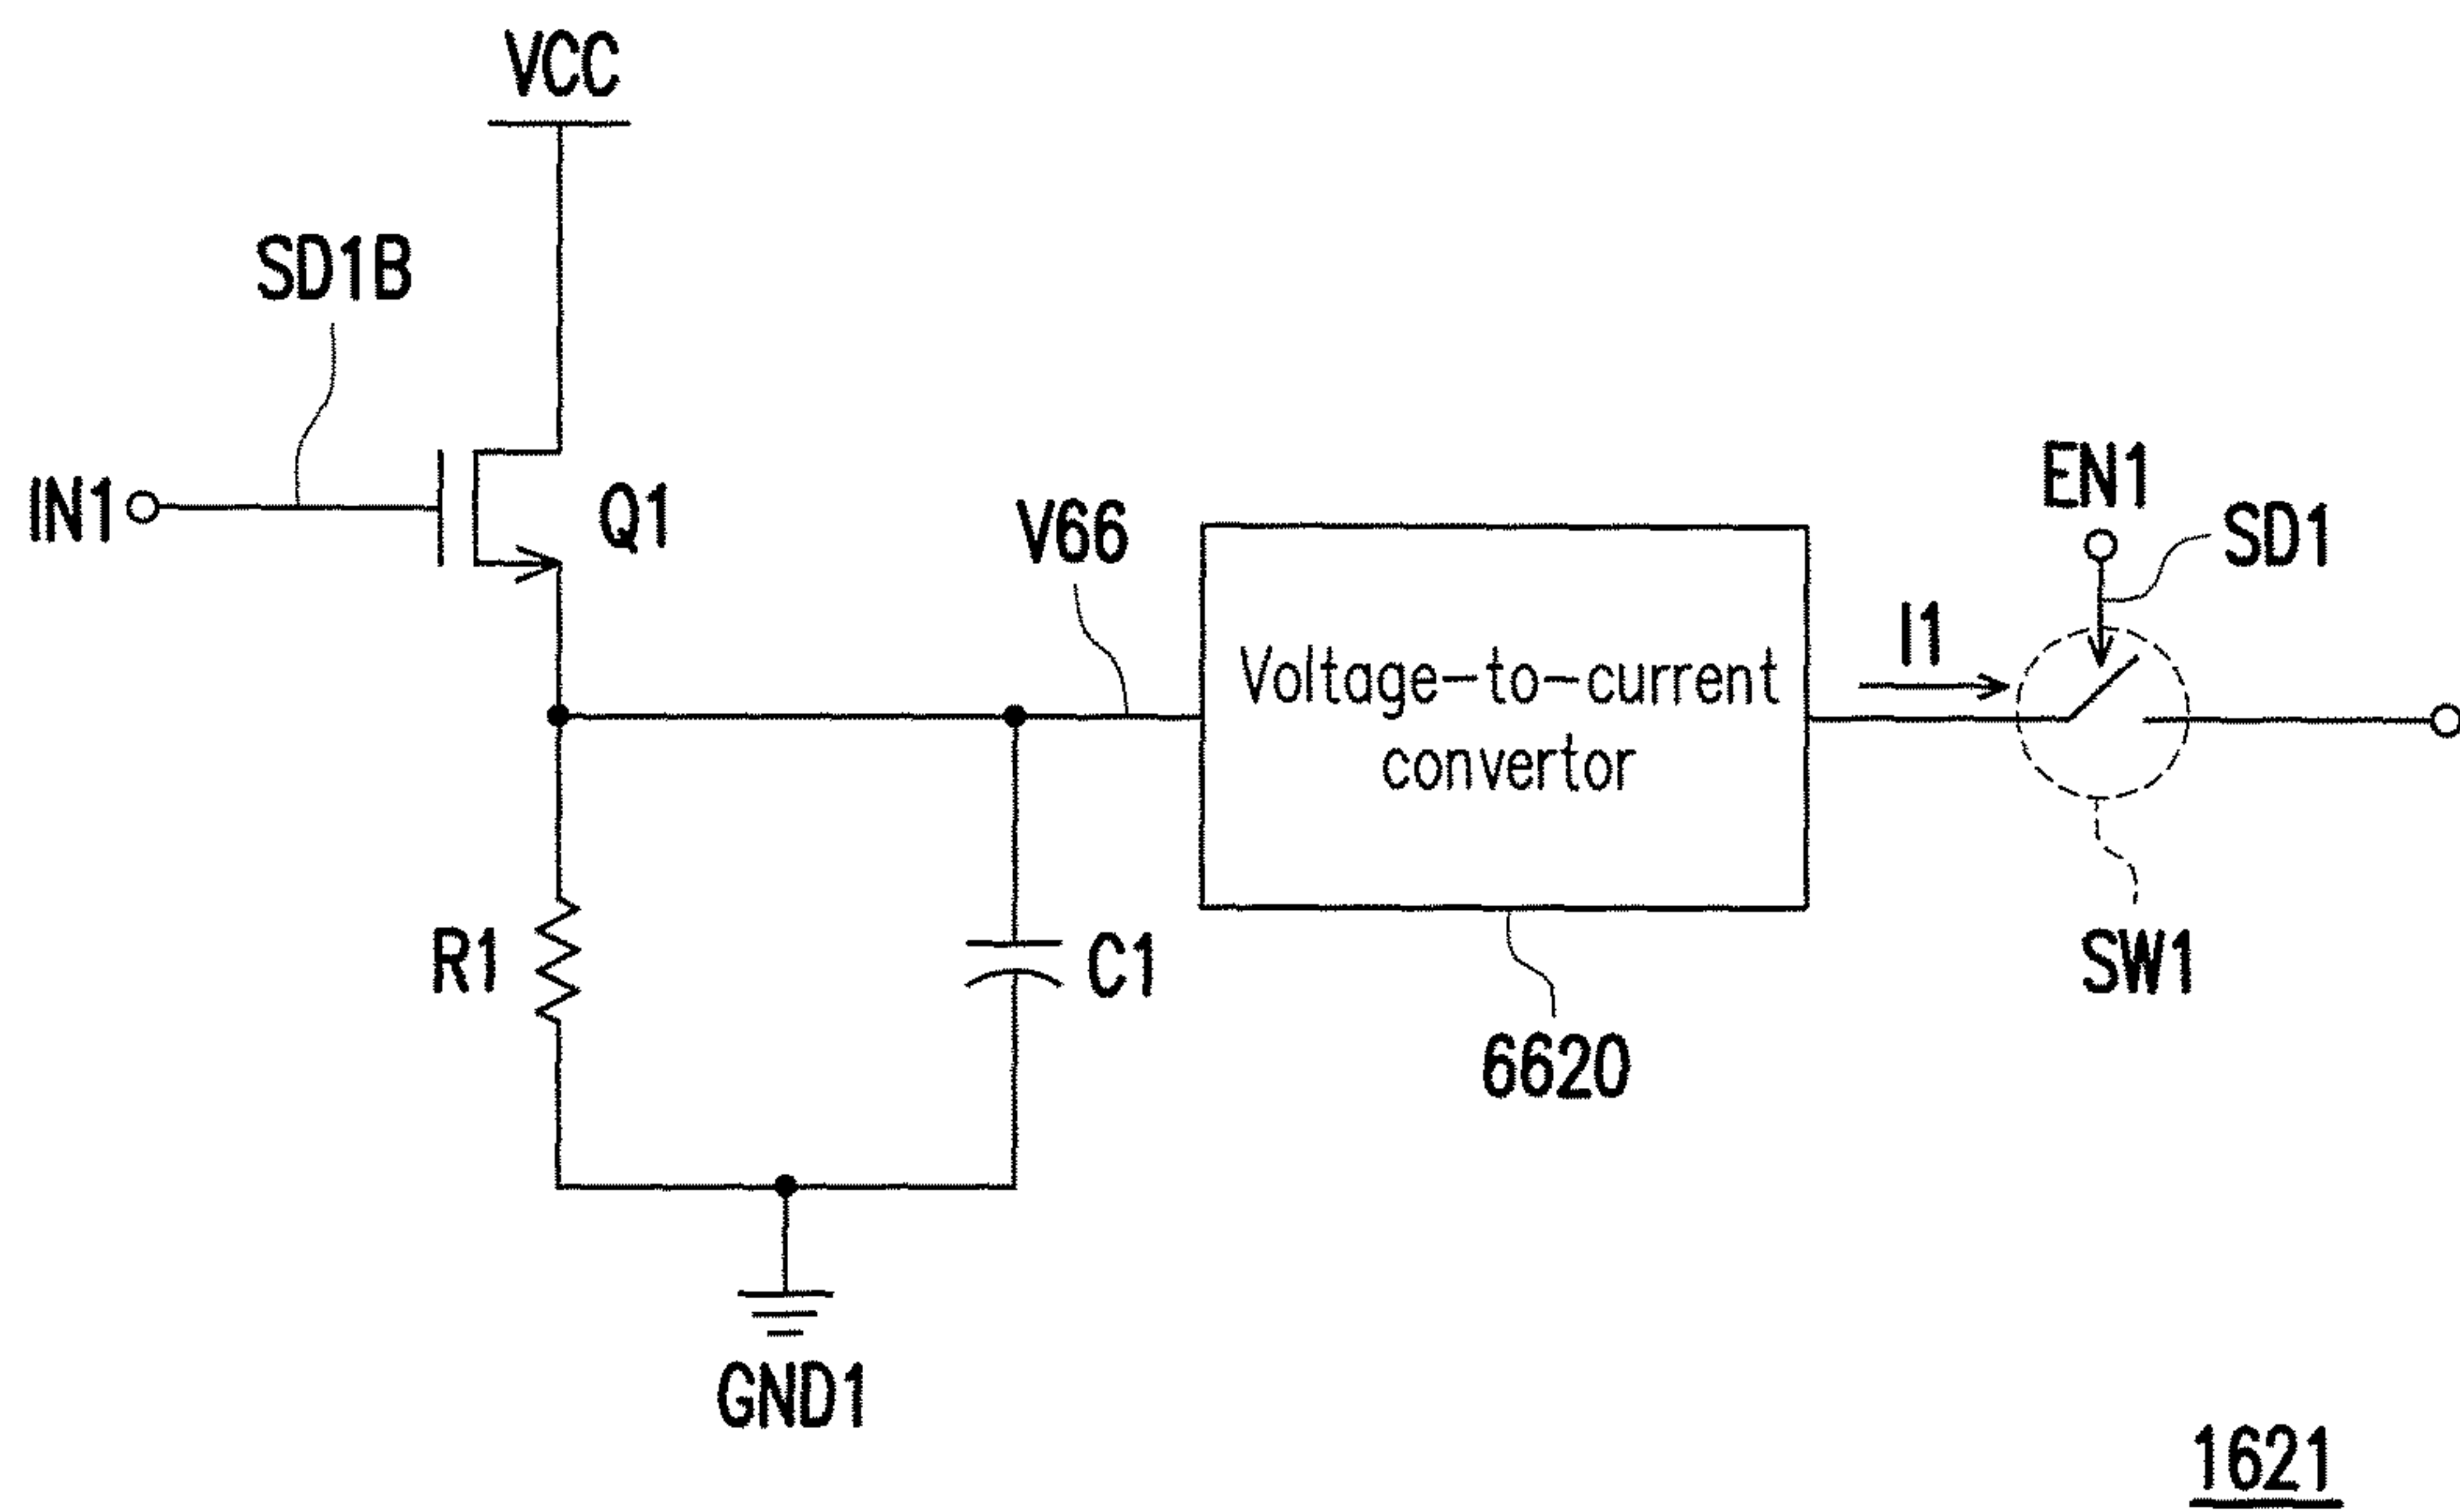 VCC
SD1B
IN1
Q1
V66
EN1
SD1
I1
Voltage-to-current
convertor
R1
C1
SW1
6620
GND1
1621